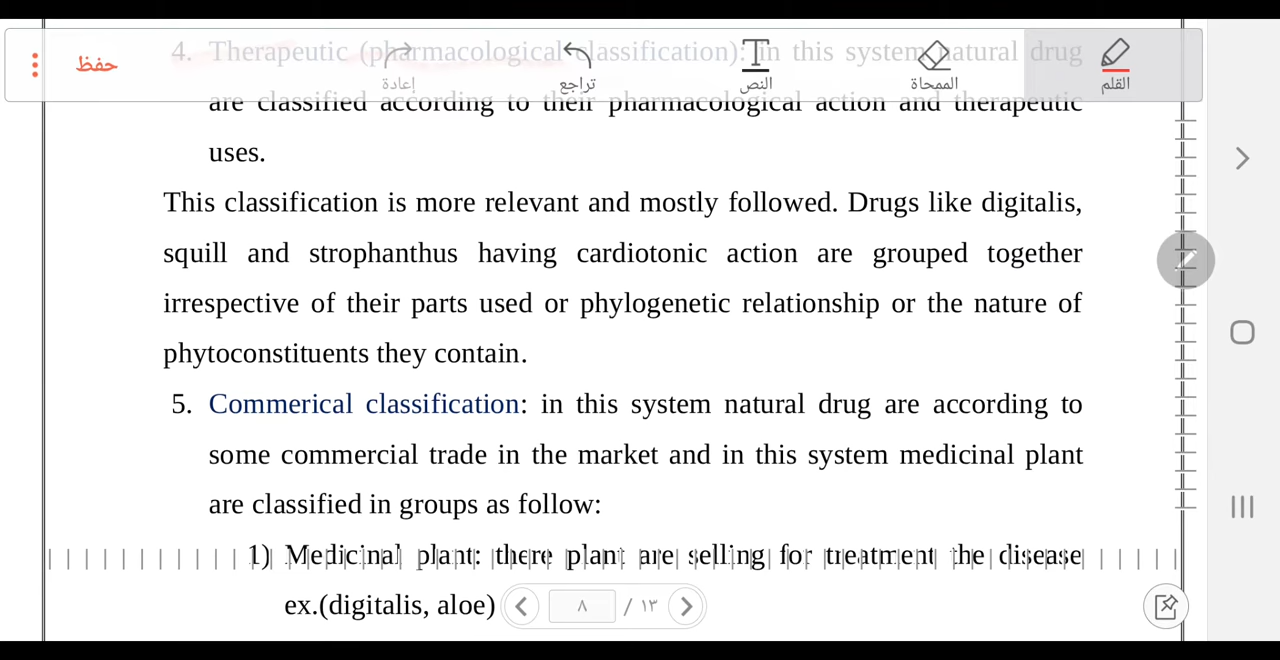 4. Therapeutic (pharmacological classification): in this system natural drug
حفظ
إعادة
تراجع
النص
الممحاة
القلم
are classified according to their pharmacological action and therapeutic
uses.
This classification is more relevant and mostly followed. Drugs like digitalis,
squill and strophanthus having cardiotonic action are grouped together
irrespective of their parts used or phylogenetic relationship or the nature of
phytoconstituents they contain.
5. Commerical classification: in this system natural drug are according to
some commercial trade in the market and in this system medicinal plant
are classified in groups as follow:
1) Medicinal plant: there plant are selling for treatment the disease
ex.(digitalis, aloe)
٨ / ١٣